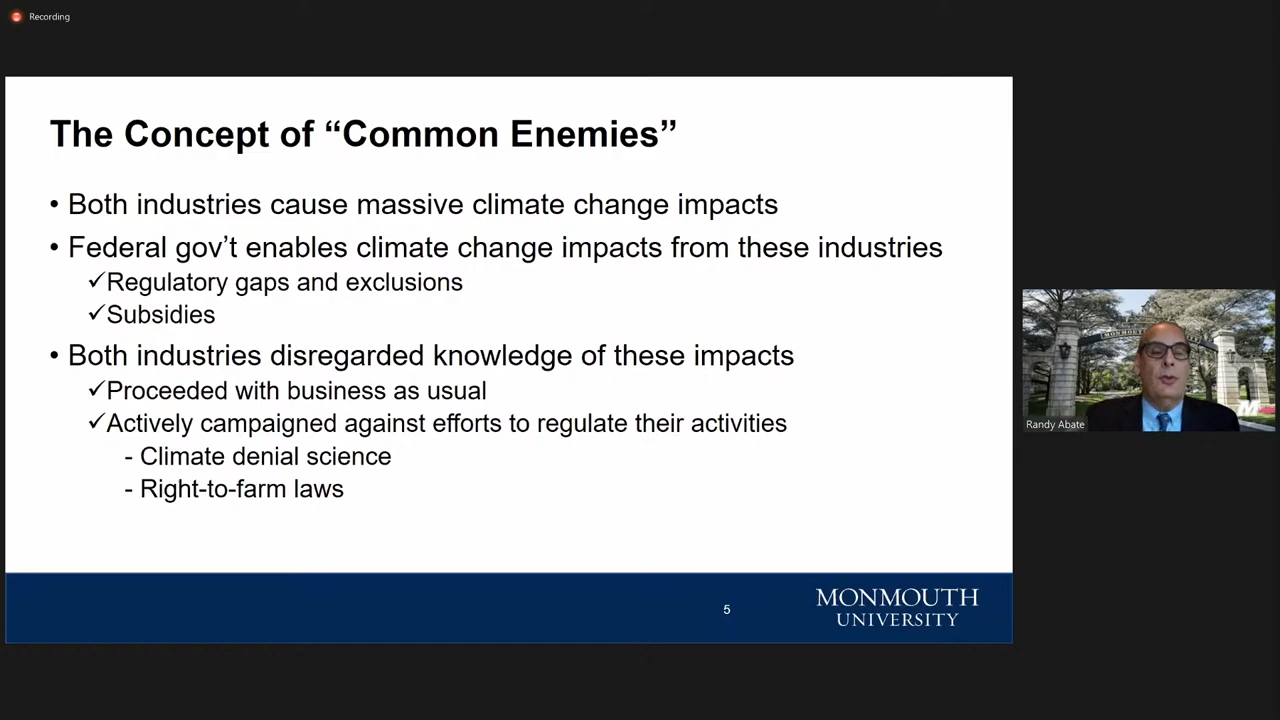 Recording
The Concept of “Common Enemies”
• Both industries cause massive climate change impacts
• Federal gov’t enables climate change impacts from these industries
✓Regulatory gaps and exclusions
✓Subsidies
• Both industries disregarded knowledge of these impacts
✓Proceeded with business as usual
✓Actively campaigned against efforts to regulate their activities
- Climate denial science
- Right-to-farm laws
5
MONMOUTH
UNIVERSITY
Randy Abate